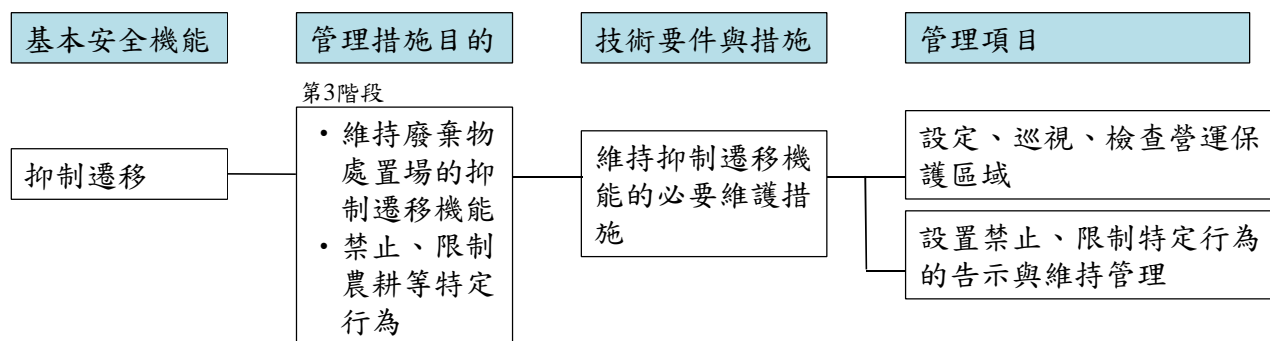 基本安全機能
管理措施目的
技術要件與措施
管理項目
第3階段
抑制遷移
•維持廢棄物
處置場的抑
制遷移機能
•禁止、限制
農耕等特定
行為
維持抑制遷移機
能的必要維護措
施
設定、巡視、檢查營運保
護區域
設置禁止、限制特定行為
的告示與維持管理